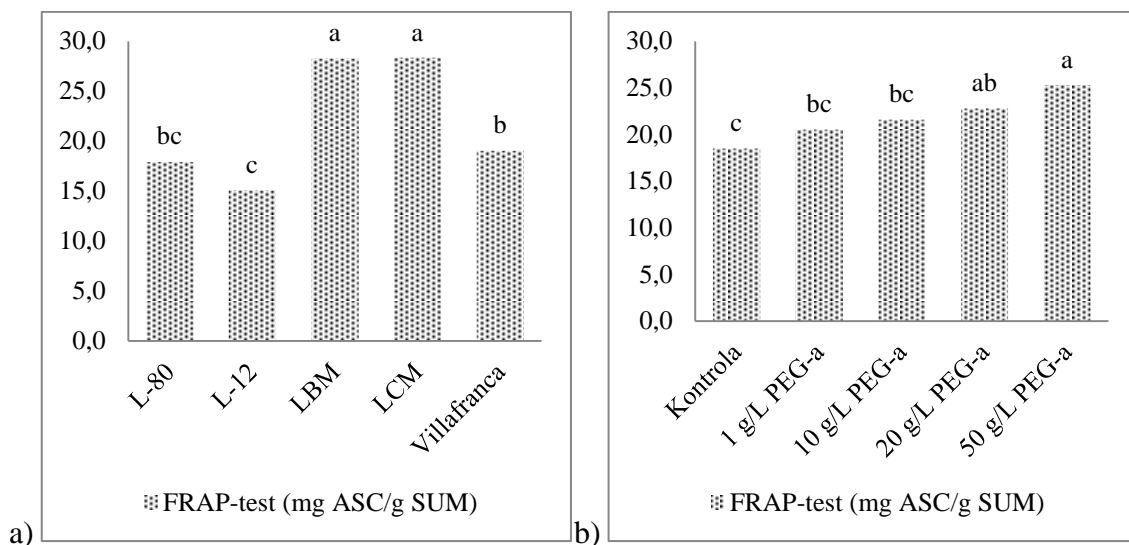 30,0
25,0
20,0
15,0
10,0
5,0
0,0
bc
c
a
a
b
L-80
L-12
LBM
LCM
Villafranca
FRAP-test (mg ASC/g SUM)
a)
30,0
25,0
20,0
15,0
10,0
5,0
0,0
c
bc
bc
ab
a
Kontrola
1 g/L PEG-a
10 g/L PEG-a
20 g/L PEG-a
50 g/L PEG-a
FRAP-test (mg ASC/g SUM)
b)